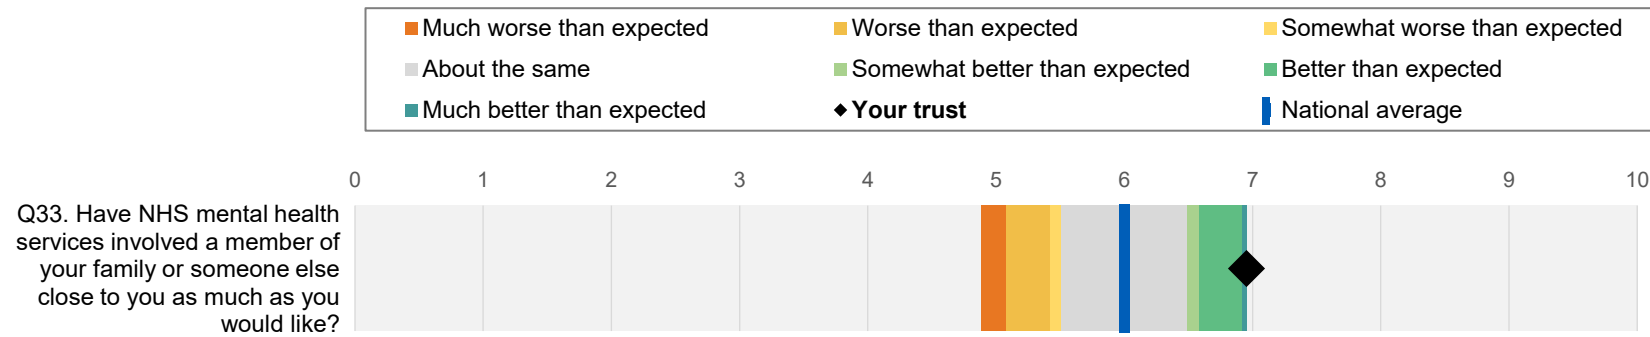 Much worse than expected
Worse than expected
Somewhat worse than expected
About the same
Somewhat better than expected
Better than expected
Much better than expected
Your trust
National average
0 1 2 3 4 5 6 7 8 9 10
Q33. Have NHS mental health
services involved a member of
your family or someone else
close to you as much as you
would like?